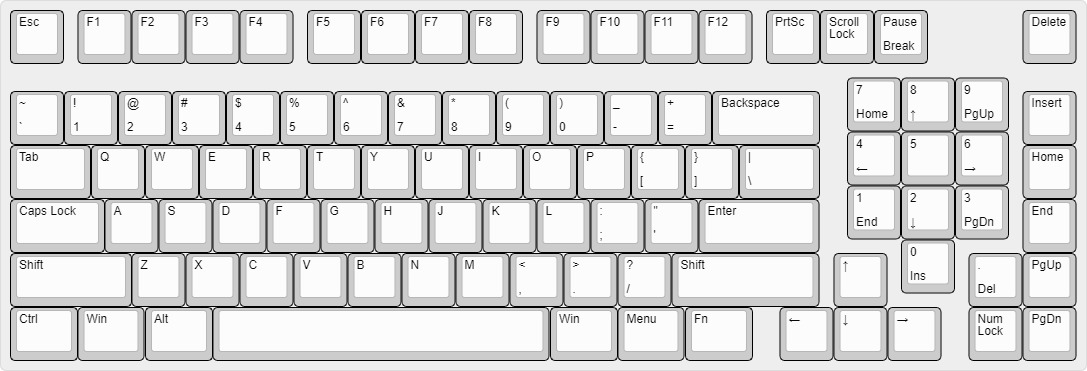 Esc F1 F2 F3 F4 F5 F6 F7 F8 F9 F10 F11 F12 PrtSc Scroll Lock Pause Break Delete
7 Home 8 ↑ 9 PgUp
~ ` ! 1 @ 2 # 3 $ 4 % 5 ^ 6 & 7 * 8 ( 9 ) 0 _ - + = Backspace Insert
4 ← 5 6 →
Tab Q W E R T Y U I O P { [ } ] | \ Home
1 End 2 ↓ 3 PgDn
Caps Lock A S D F G H J K L : ; " ' Enter End
0 Ins
Shift Z X C V B N M < , > . ? / Shift ↑ . Del PgUp
Ctrl Win Alt Win Menu Fn ← ↓ → Num Lock PgDn